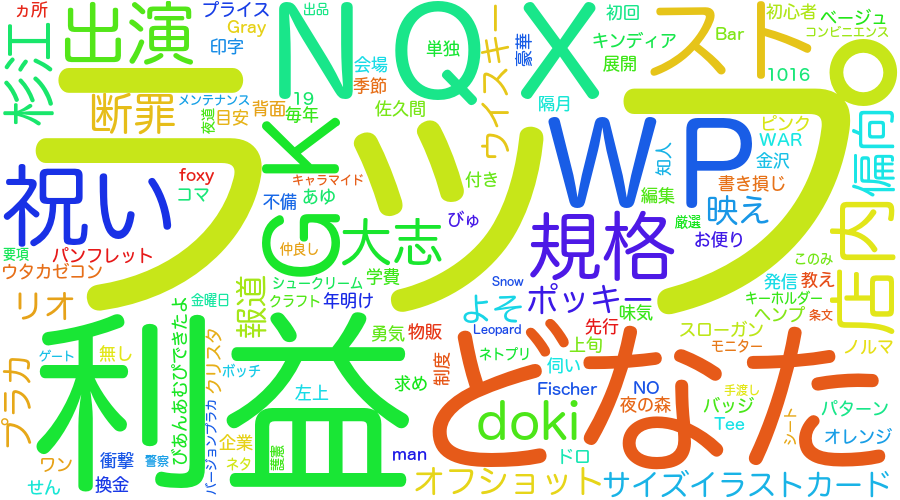 ヵ所
出演
杉江
プライス
Gray
印字
出品
NQX
単独
ウイスキー
豪華
初回
キンディア
展開
スト
Bar
初心者
ベージュ
コンビニエンス
1016
断罪
メンテナンス
夜道
目安
背面
19
毎年
会場
季節
佐久間
隔月
ラップ
GK
WP
知人
ピンク
WAR
金沢
偏向
祝い
foxy
コマ
キャラマイド
不備
あゆ
付き
びゅ
編集
書き損じ
厳選
映え
お便り
規格
大志
仲良し
店内
要項
パンフレット
ウタカゼコン
リオ
報道
学費
シュークリーム
クラフト
年明け
Snow
よそ
ポッキー
味気
発信
教え
このみ
キーホルダー
ヘンプ
条文
金曜日
びあんあむびできたよ
クリスタ
利益
勇気
物販
Leopard
先行
上旬
どなた
スローガン
モニター
ノルマ
プラカ
ゲート
無し
ボッチ
左上
求め
制度
ネトプリ
伺い
Fischer
NO
夜の森
手渡し
バッジ
Tee
シート
パターン
オレンジ
doki
ワン
せん
衝撃
換金
警察
バージョンプラカ
企業
ネタ
護憲
man
ドロ
オフショット
サイズイラストカード